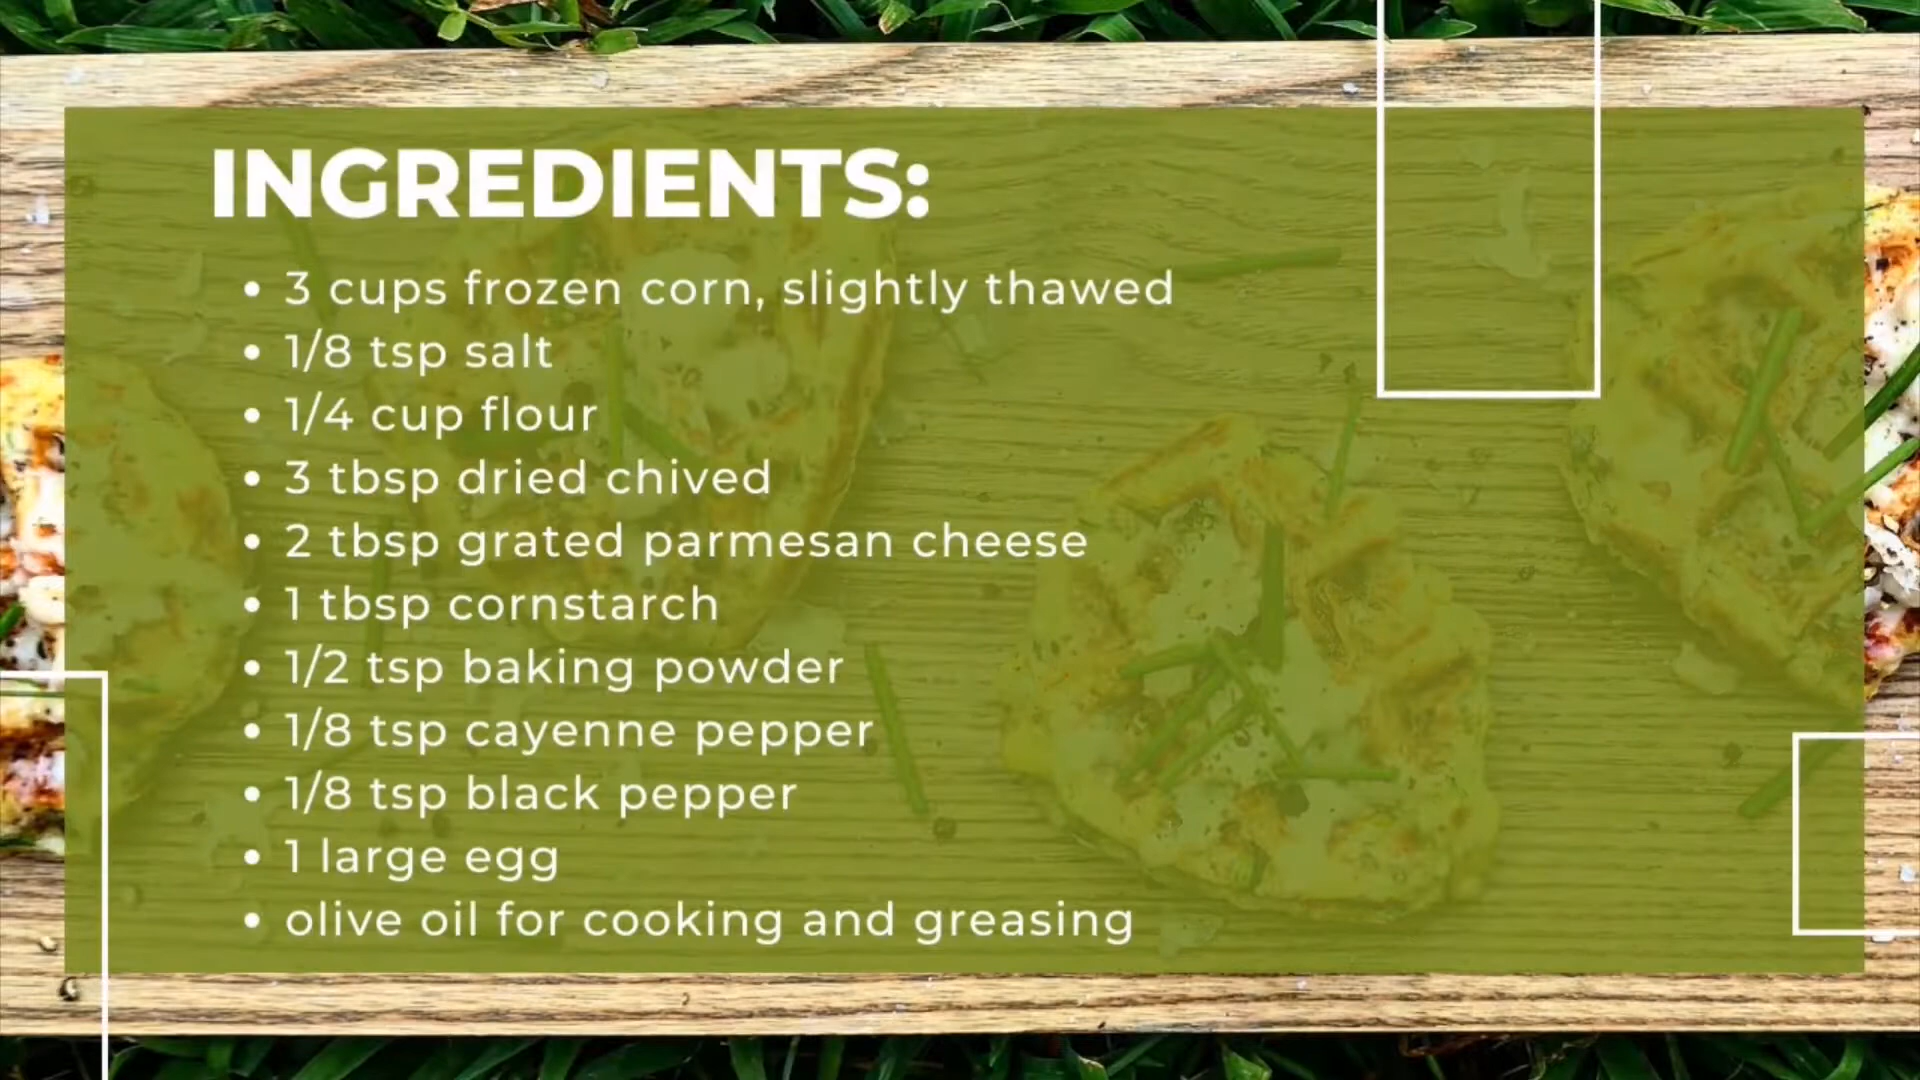 INGREDIENTS:
• 3 cups frozen corn, slightly thawed
• 1/8 tsp salt
• 1/4 cup flour
• 3 tbsp dried chived
• 2 tbsp grated parmesan cheese
• 1 tbsp cornstarch
• 1/2 tsp baking powder
• 1/8 tsp cayenne pepper
• 1/8 tsp black pepper
• 1 large egg
• olive oil for cooking and greasing